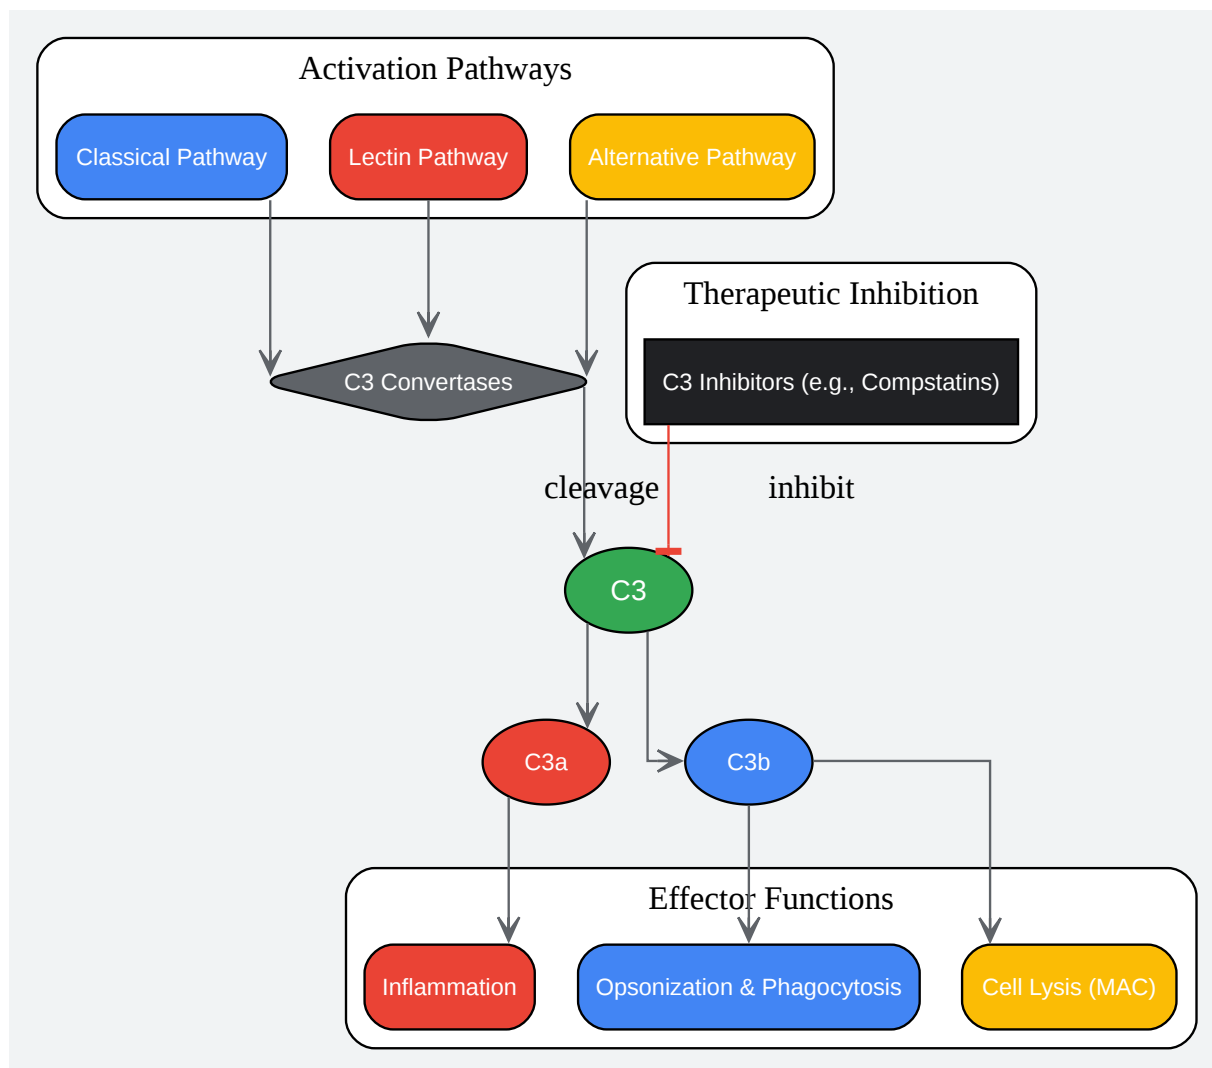 Activation Pathways
Classical Pathway
Lectin Pathway
Alternative Pathway
Therapeutic Inhibition
C3 Convertases
C3 Inhibitors (e.g., Compstatins)
cleavage
inhibit
C3
C3a
C3b
Effector Functions
Inflammation
Opsonization & Phagocytosis
Cell Lysis (MAC)